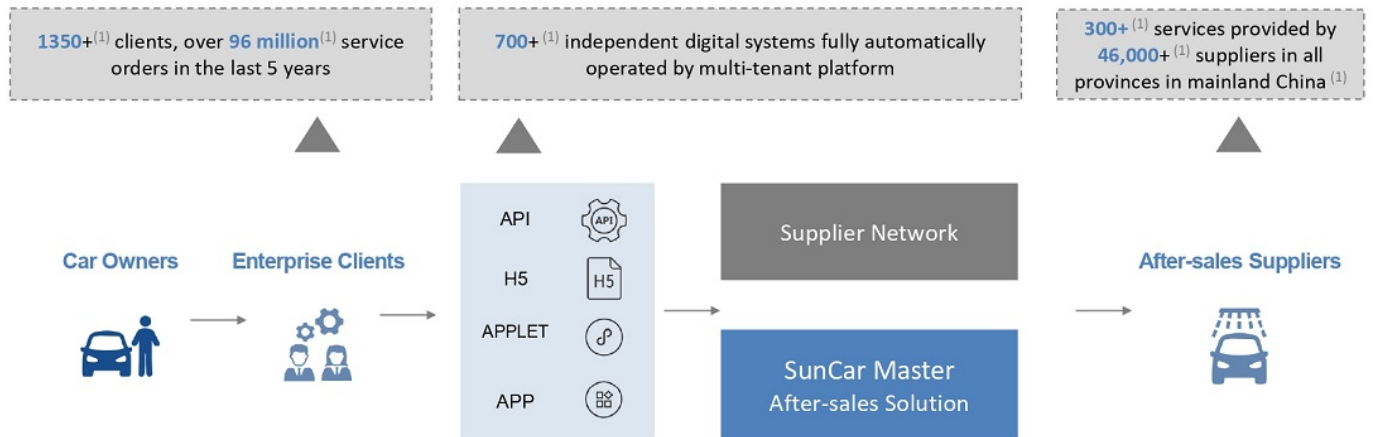 1350+(1) clients, over 96 million(1) service
orders in the last 5 years
700+(1) independent digital systems fully automatically
operated by multi-tenant platform
300+ (1) services provided by
46,000+ (1) suppliers in all
provinces in mainland China (1)
Car Owners
Enterprise Clients
API
API
H5
H5
APPLET
APP
Supplier Network
SunCar Master
After-sales Solution
After-sales Suppliers